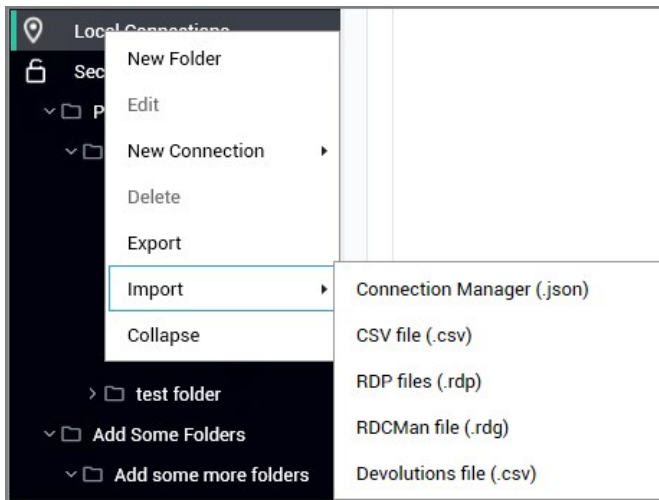 Local Connections
Sec
P
New Folder
Edit
New Connection
Delete
Export
Import
Collapse
Connection Manager (.json)
CSV file (.csv)
RDP files (.rdp)
RDCMan file (.rdg)
Devolutions file (.csv)
test folder
Add Some Folders
Add some more folders